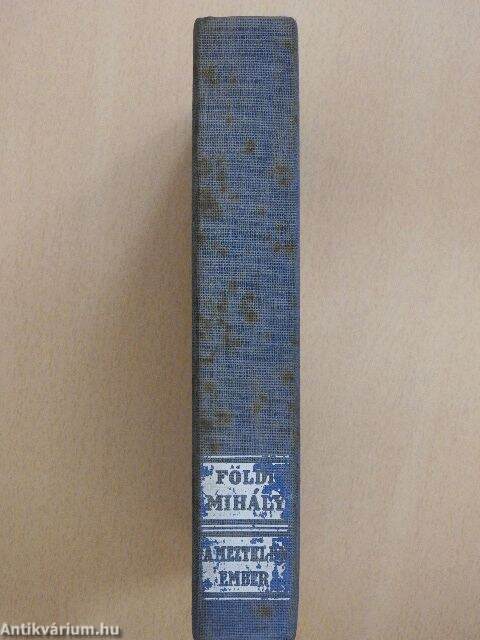 FÖLDI
MIHÁLY
A MEZTELEN
EMBER
Antikvárium.hu